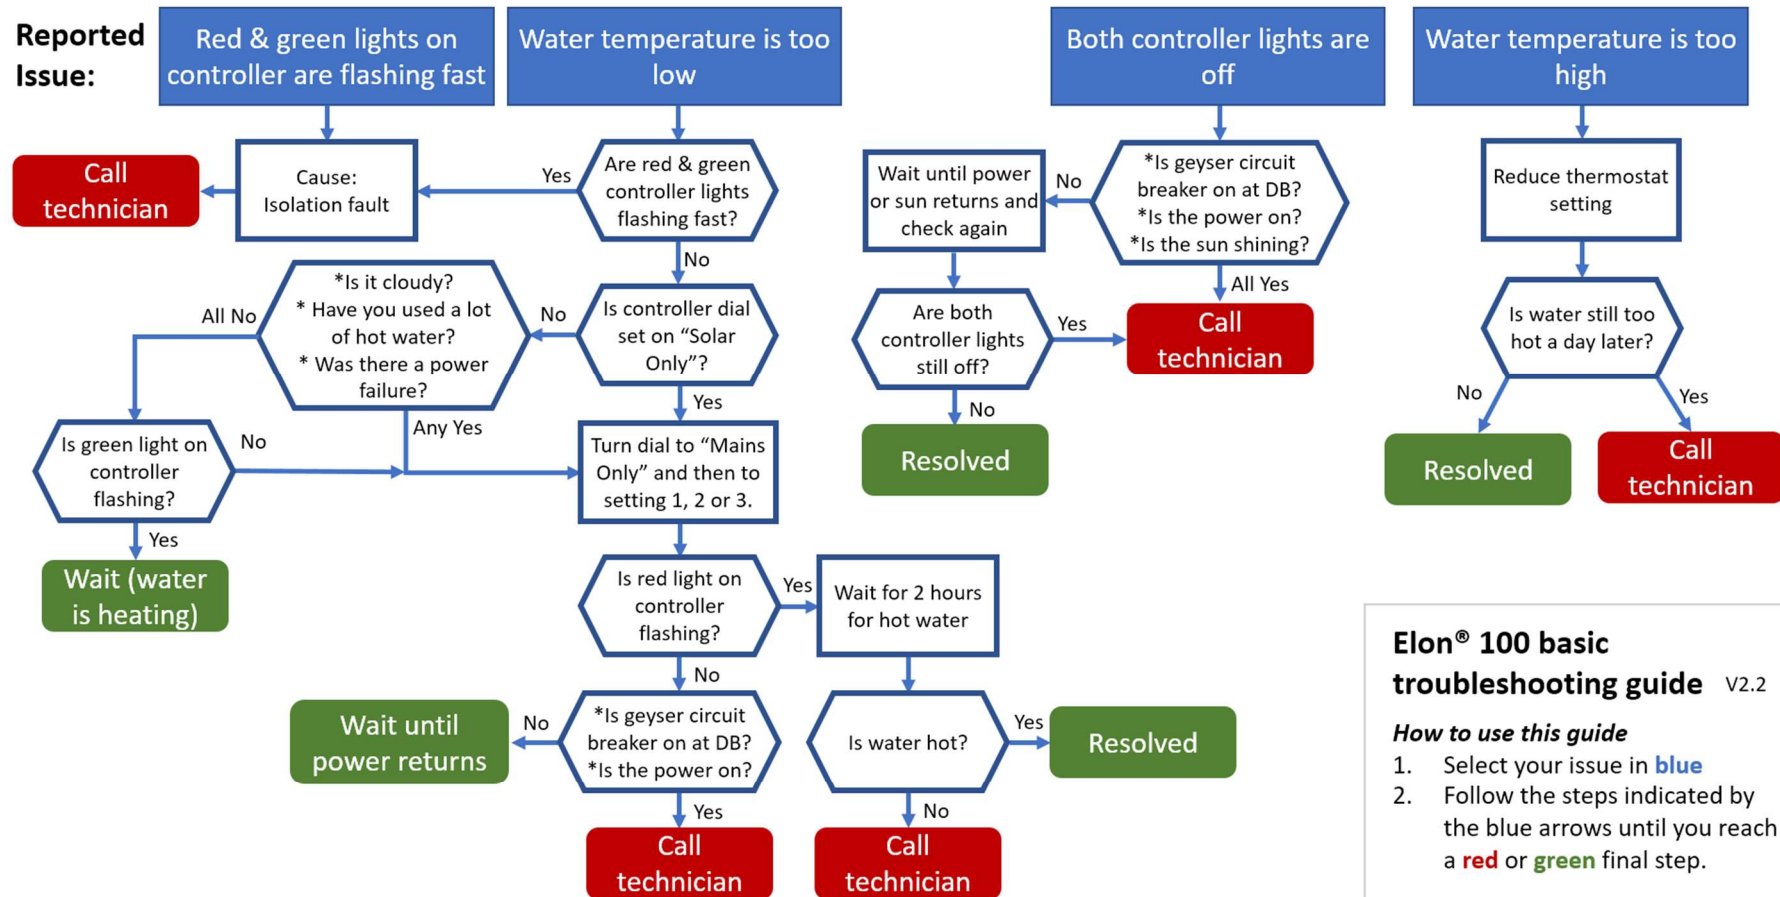 Reported
Issue:
Red & green lights on
controller are flashing fast
Water temperature is too
low
Both controller lights are
off
Water temperature is too
high
Call
technician
Cause:
Isolation fault
Yes
Are red & green
controller lights
flashing fast?
No
Wait until power
or sun returns and
check again
No
*Is geyser circuit
breaker on at DB?
*Is the power on?
*Is the sun shining?
All Yes
Reduce thermostat
setting
All No
*Is it cloudy?
* Have you used a lot
of hot water?
* Was there a power
failure?
Any Yes
No
Is controller dial
set on “Solar
Only”?
Yes
Are both
controller lights
still off?
Yes
No
Call
technician
Is water still too
hot a day later?
No
Yes
Is green light on
controller
flashing?
No
Yes
Turn dial to “Mains
Only” and then to
setting 1, 2 or 3.
Resolved
Resolved
Call
technician
Wait (water
is heating)
Is red light on
controller
flashing?
Yes
No
Wait for 2 hours
for hot water
Wait until
power returns
No
*Is geyser circuit
breaker on at DB?
*Is the power on?
Yes
Is water hot?
Yes
No
Resolved
Call
technician
Call
technician
Elon® 100 basic
troubleshooting guide V2.2
How to use this guide
1. Select your issue in blue
2. Follow the steps indicated by
the blue arrows until you reach
a red or green final step.